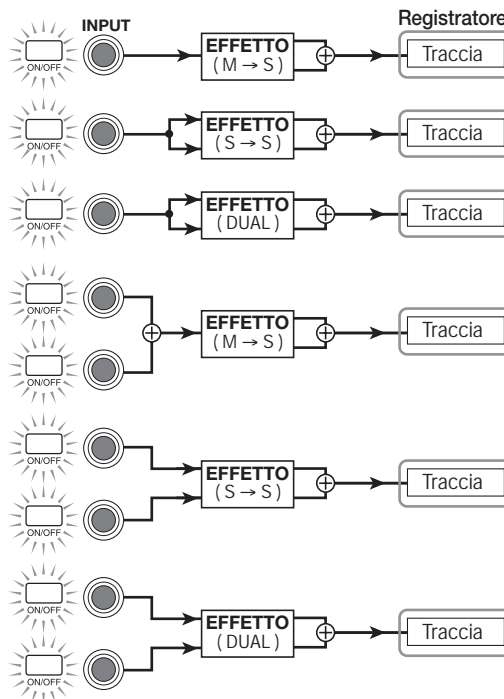 INPUT Registratore
ON/OFF EFFETTO (M → S) Traccia
ON/OFF EFFETTO (S → S) Traccia
ON/OFF EFFETTO (DUAL) Traccia
ON/OFF
EFFETTO (M → S) Traccia
ON/OFF
ON/OFF
EFFETTO (S → S) Traccia
ON/OFF
ON/OFF
EFFETTO (DUAL) Traccia
ON/OFF